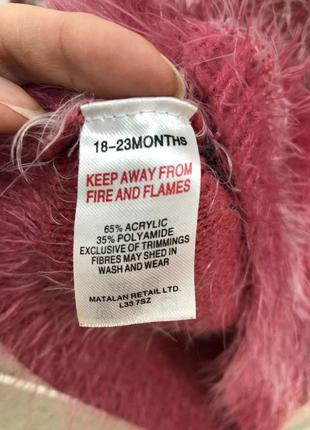 18-23MONTHS
KEEP AWAY FROM
FIRE AND FLAMES
65% ACRYLIC
35% POLYAMIDE
EXCLUSIVE OF TRIMMINGS
FIBRES MAY SHED IN
WASH AND WEAR
MATALAN RETAIL LTD.
L33 7SZ